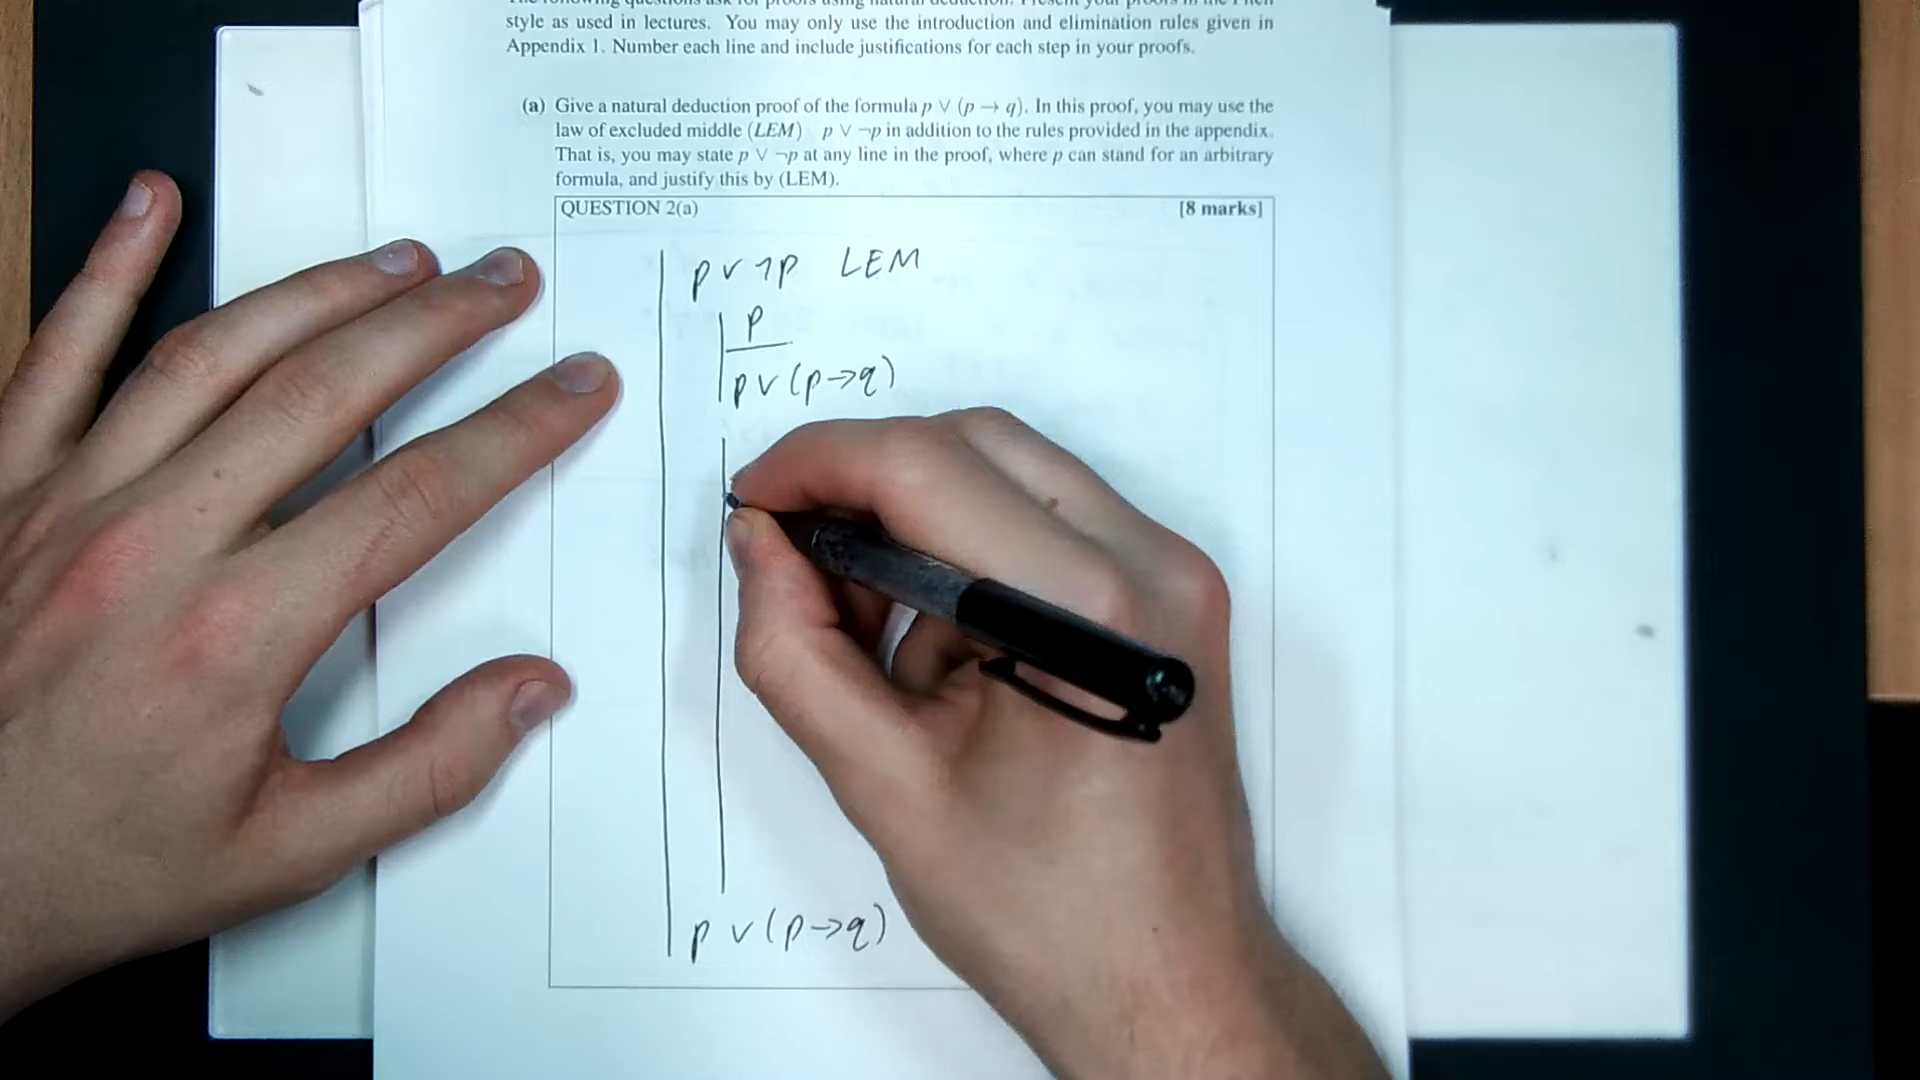 style as used in lectures. You may only use the introduction and elimination rules given in
Appendix 1. Number each line and include justifications for each step in your proofs.
(a) Give a natural deduction proof of the formula p ∨ (p → q). In this proof, you may use the
law of excluded middle (LEM) p ∨ ¬p in addition to the rules provided in the appendix.
That is, you may state p ∨ ¬p at any line in the proof, where p can stand for an arbitrary
formula, and justify this by (LEM).
QUESTION 2(a) [8 marks]
p ∨ ¬p LEM
p
p ∨ (p → q)
p ∨ (p → q)